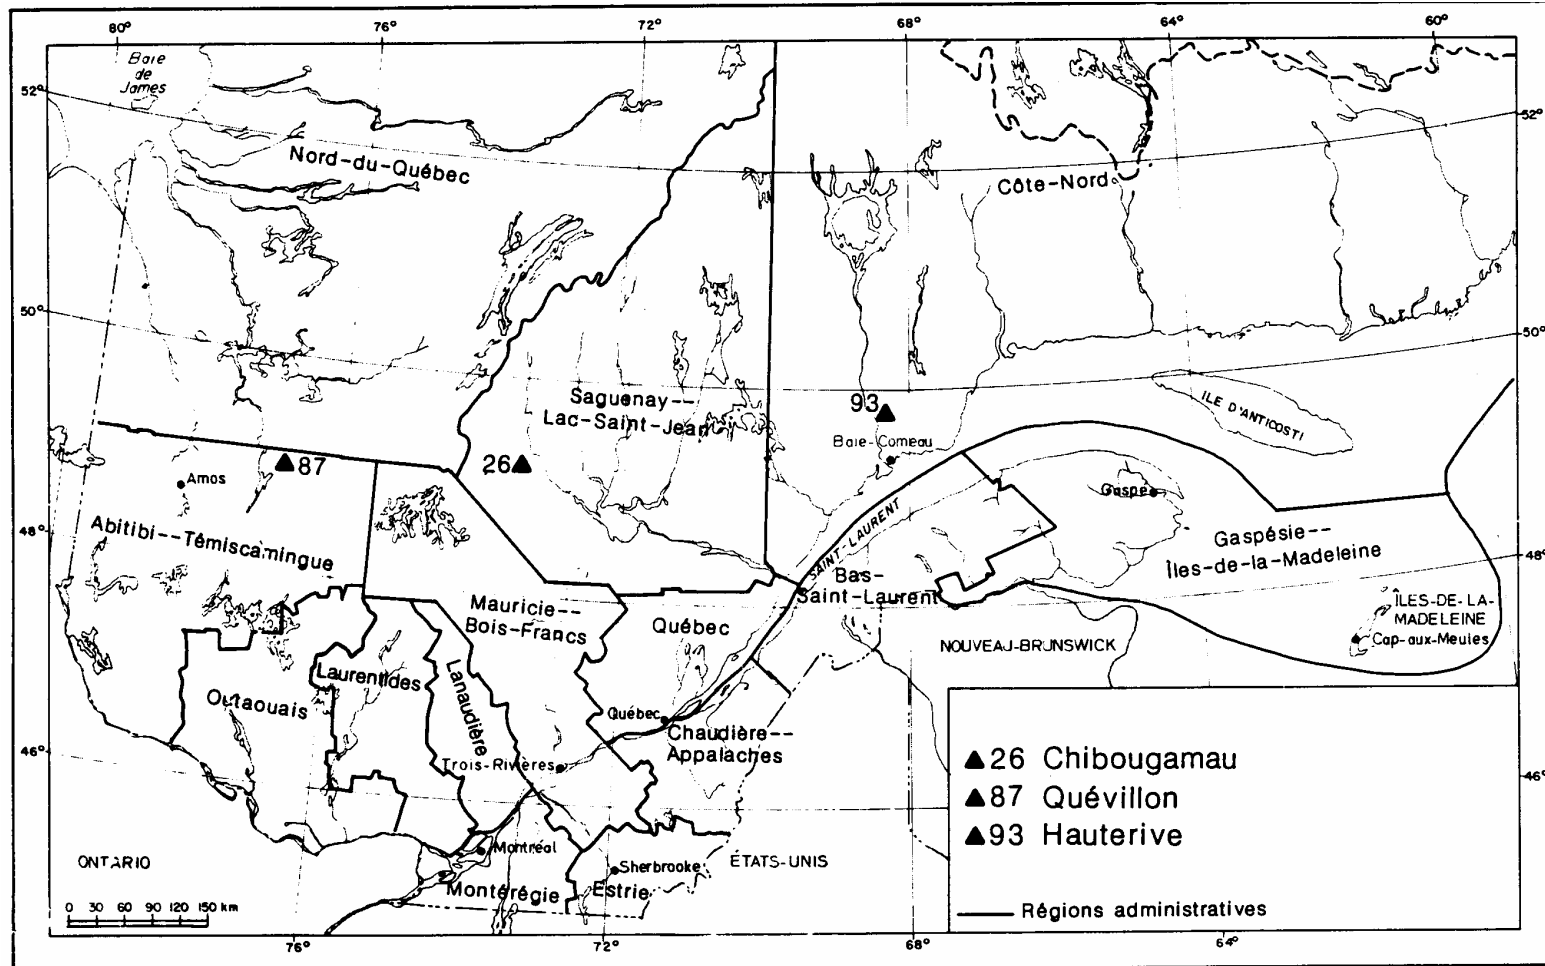 80°
76°
72°
68°
64°
60°
Baie
de
James
52°
52°
Nord-du-Québec
Côte-Nord
50°
50°
Saguenay--
Lac-Saint-Jean
93
ILE D'ANTICOSTI
Baie-Comeau
87
26
Amos
Gaspé
SAINT-LAURENT
Abitibi--Témiscamingue
48°
48°
Gaspésie--
Îles-de-la-Madeleine
Bas-
Saint-Laurent
Mauricie--
Bois-Francs
Québec
ÎLES-DE-LA-
MADELEINE
Cap-aux-Meules
NOUVEAU-BRUNSWICK
Laurentides
Lanaudière
Outaouais
Québec
Chaudière--
Appalaches
46°
46°
Trois-Rivières
26 Chibougamau
87 Quévillon
93 Hauterive
Montréal
Sherbrooke
ÉTATS-UNIS
ONTARIO
Montérégie
Estrie
0 30 60 90 120 150 km
Régions administratives
76°
72°
68°
64°